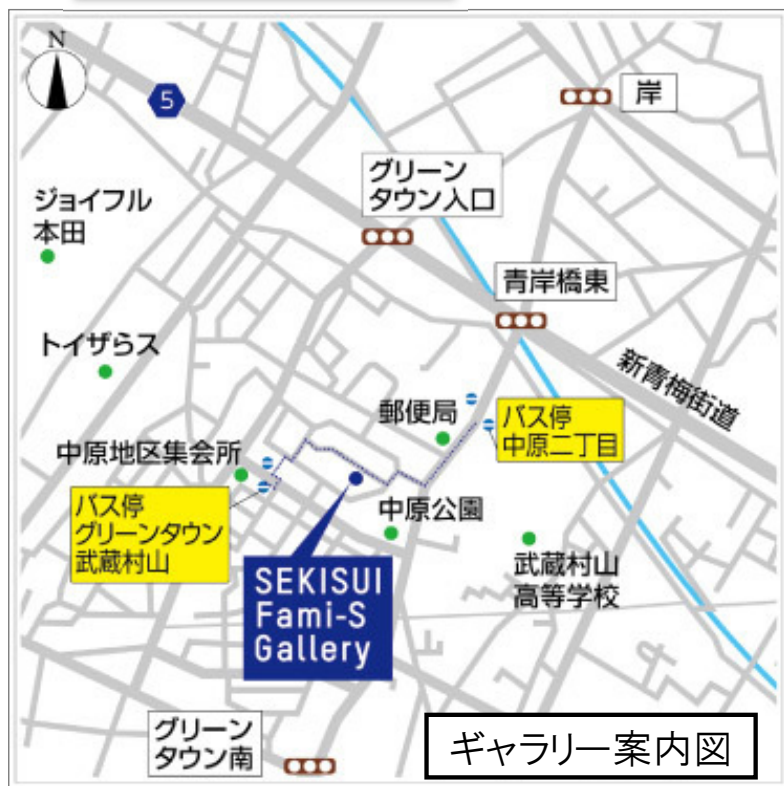 N
5
岸
グリーン
タウン入口
ジョイフル
本田
青岸橋東
トイザらス
新青梅街道
郵便局
バス停
中原二丁目
中原地区集会所
バス停
グリーンタウン
武蔵村山
中原公園
武蔵村山
高等学校
SEKISUI
Fami-S
Gallery
グリーン
タウン南
ギャラリー案内図